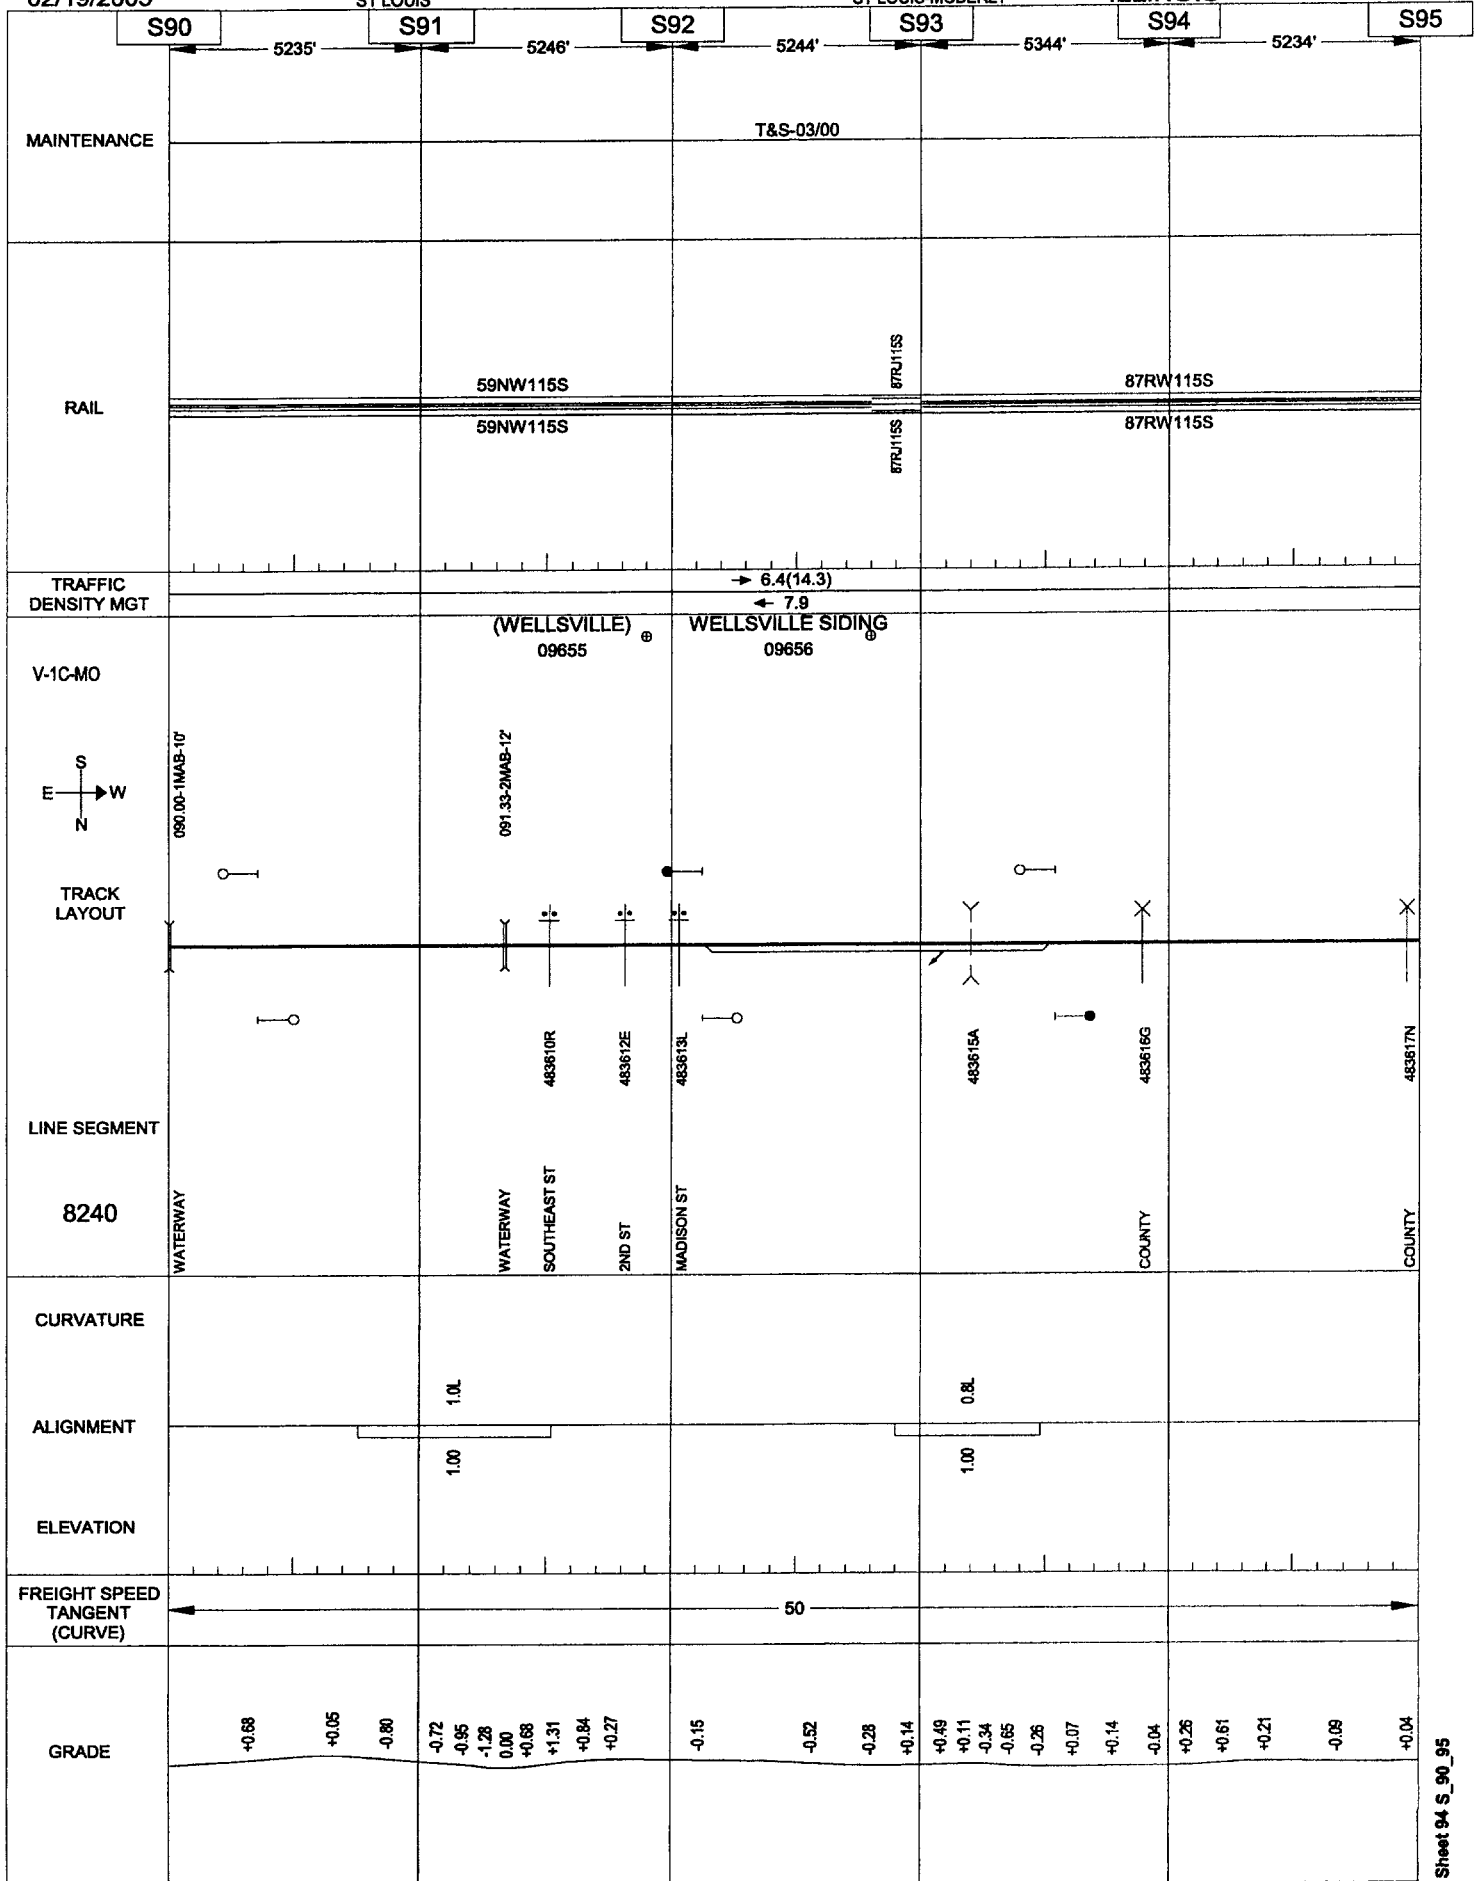 ST LOUIS
S90 S91 S92 S93 S94 S95
5235' 5246' 5244' 5344' 5234'
MAINTENANCE
T&S-03/00
RAIL
59NW115S
59NW115S
87RJ115S
87RJ115S
87RW115S
87RW115S
TRAFFIC
DENSITY MGT
→ 6.4(14.3)
← 7.9
(WELLSVILLE)
09655
WELLSVILLE SIDING
09656
V-1C-MO
S
E W
N
090.00-1MAB-10'
091.33-2MAB-12'
TRACK
LAYOUT
483610R
483612E
483613L
483615A
483616G
483617N
LINE SEGMENT
8240
WATERWAY
WATERWAY
SOUTHEAST ST
2ND ST
MADISON ST
COUNTY
COUNTY
CURVATURE
1.0L
0.8L
ALIGNMENT
1.00
1.00
ELEVATION
FREIGHT SPEED
TANGENT
(CURVE)
50
GRADE
+0.68
+0.05
-0.80
-0.72
-0.95
-1.28
0.00
+0.68
+1.31
+0.84
+0.27
-0.15
-0.52
-0.28
+0.14
+0.49
+0.11
-0.34
-0.65
-0.26
+0.07
+0.14
-0.04
+0.26
+0.61
+0.21
-0.09
+0.04
Sheet 94 S_90_95